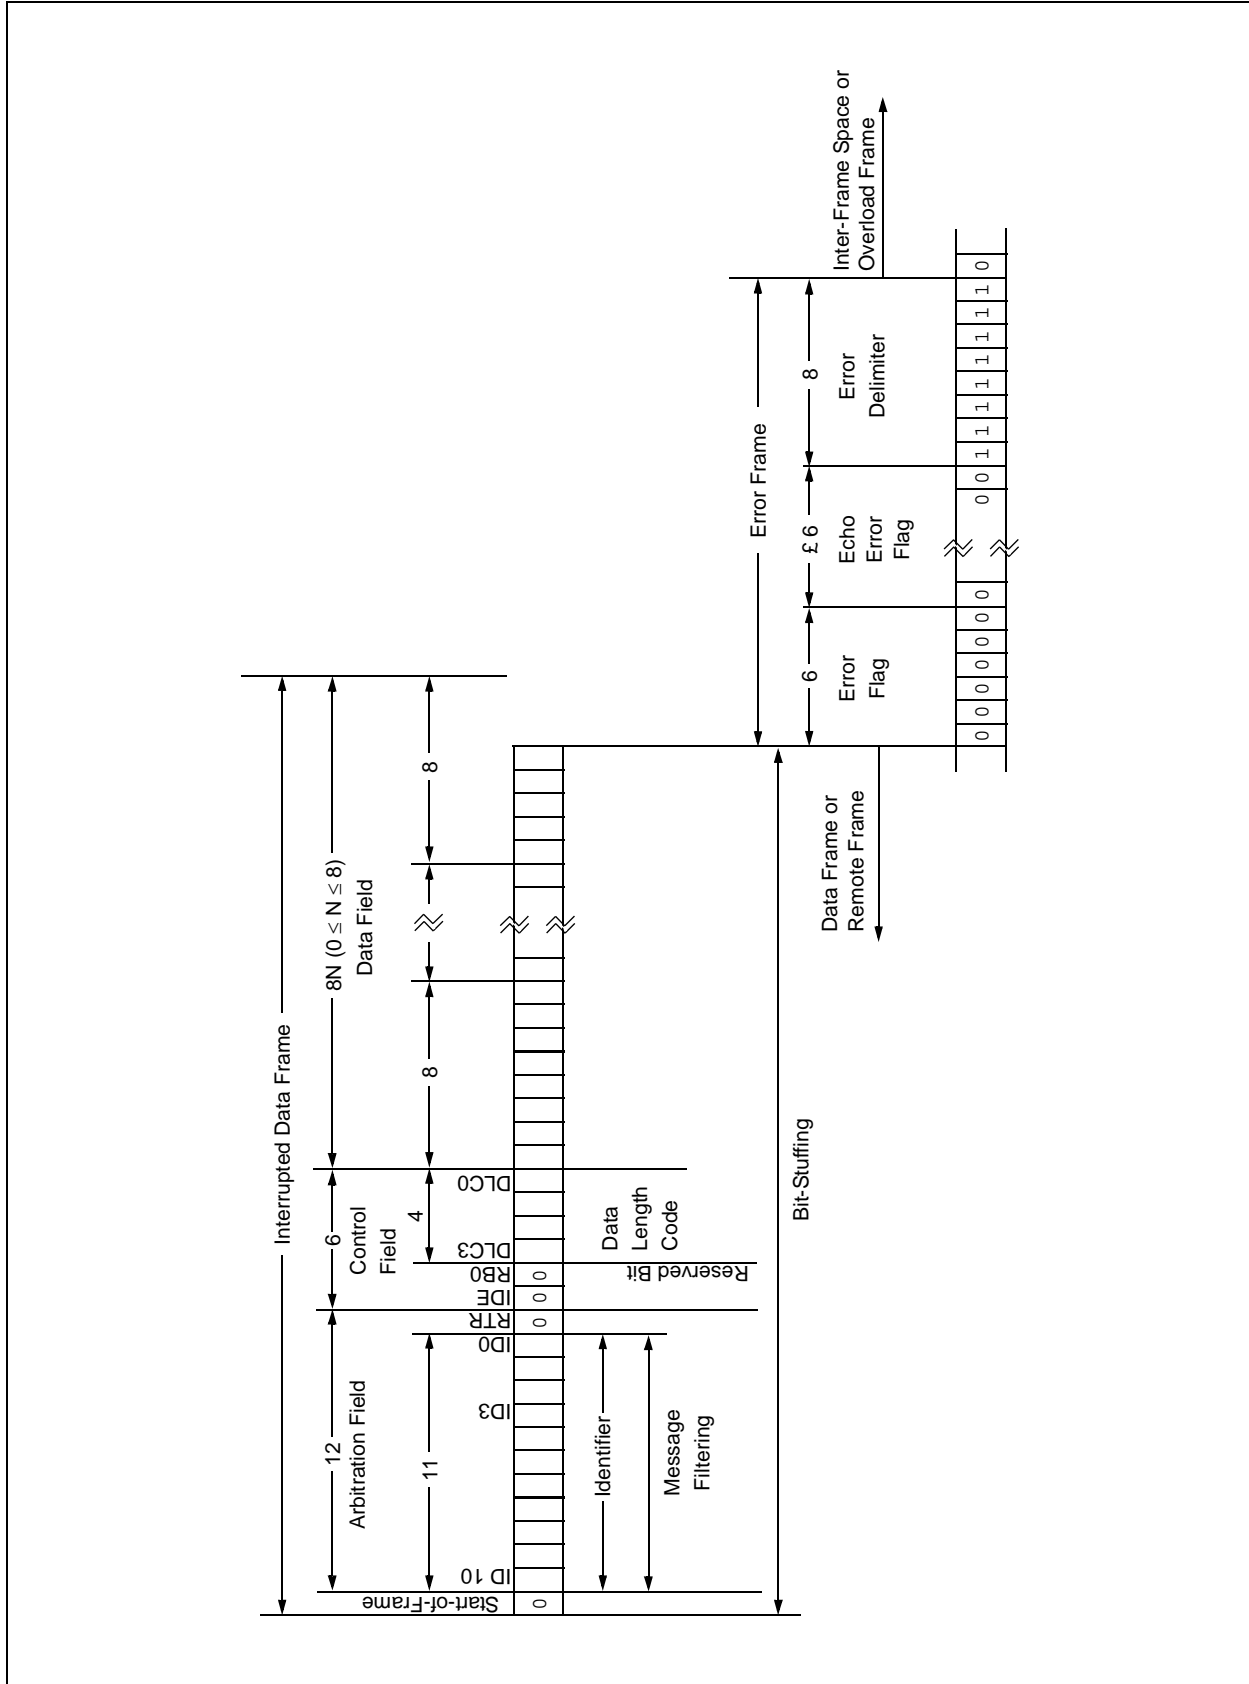 Interrupted Data Frame
12
Arbitration Field
6
Control
Field
8N (0 ≤ N ≤ 8)
Data Field
11
4
8
8
Start-of-Frame
ID 10
ID3
ID0
RTR
IDE
RB0
DLC3
DLC0
0
0
0
0
Identifier
Message
Filtering
Reserved Bit
Data
Length
Code
Bit-Stuffing
Error Frame
6
Error
Flag
£ 6
Echo
Error
Flag
8
Error
Delimiter
Data Frame or
Remote Frame
Inter-Frame Space or
Overload Frame
0 0 0 0 0 0 0 0 0 1 1 1 1 1 1 1 1 0